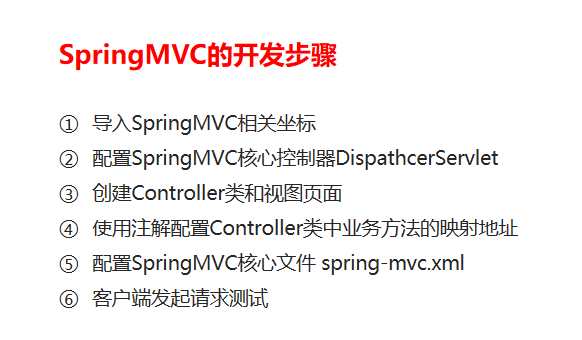 SpringMVC的开发步骤
① 导入SpringMVC相关坐标
② 配置SpringMVC核心控制器DispathcerServlet
③ 创建Controller类和视图页面
④ 使用注解配置Controller类中业务方法的映射地址
⑤ 配置SpringMVC核心文件 spring-mvc.xml
⑥ 客户端发起请求测试